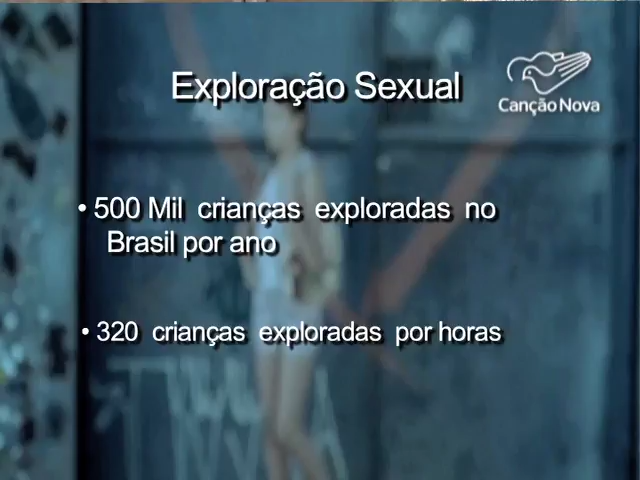 Exploração Sexual
Canção Nova
• 500 Mil crianças exploradas no
Brasil por ano
• 320 crianças exploradas por horas